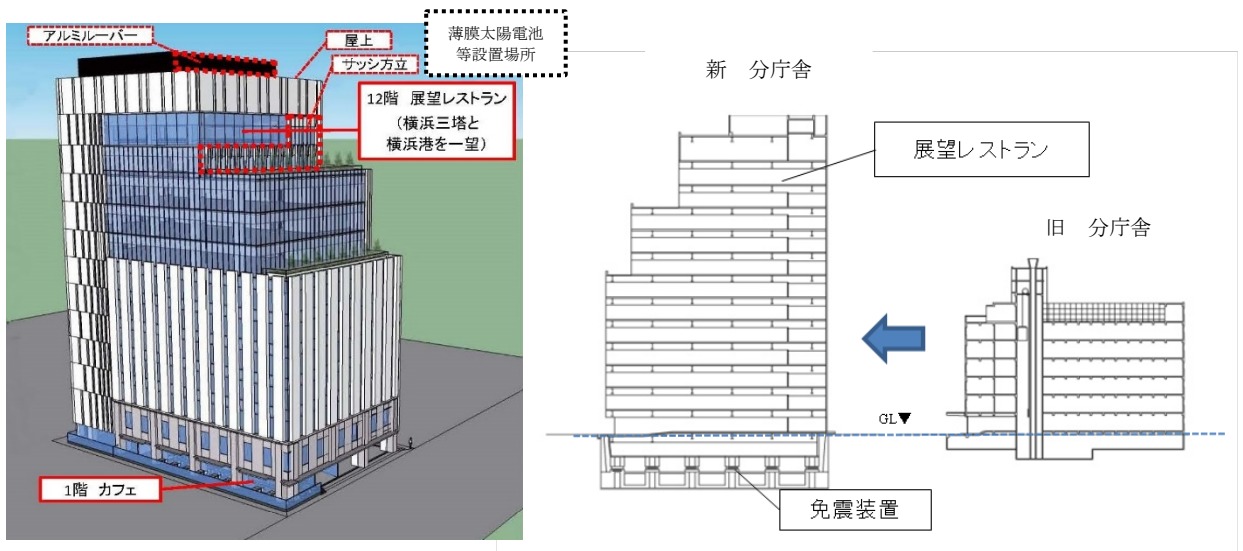 アルミルーバー
屋上
サッシ方立
薄膜太陽電池
等設置場所
12階 展望レストラン
(横浜三塔と
横浜港を一望)
1階 カフェ
新 分庁舎
展望レストラン
旧 分庁舎
GL▼
免震装置